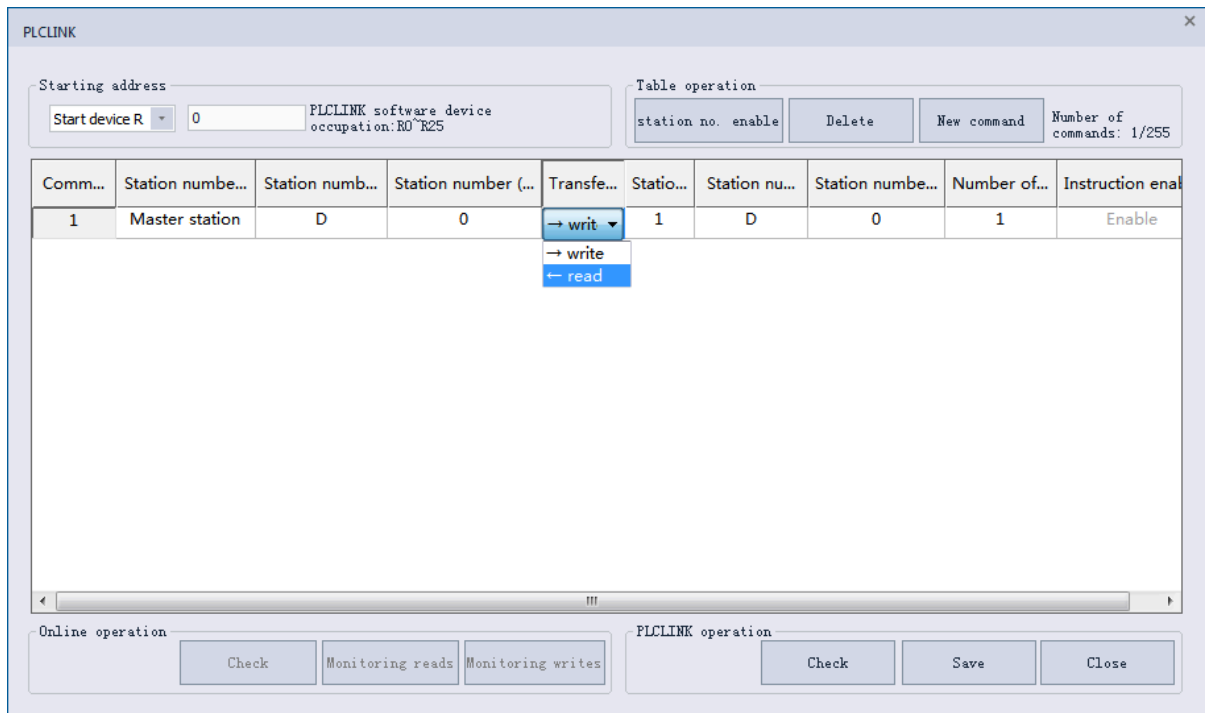 PLCLINK
×
Starting address
Start device R
0
PLCLINK software device
occupation:R0~R25
Table operation
station no. enable
Delete
New command
Number of
commands: 1/255
Comm... Station numbe... Station numb... Station number (... Transfe... Statio... Station nu... Station numbe... Number of... Instruction enal
1 Master station D 0 → writ 1 D 0 1 Enable
→ write
← read
Online operation
Check Monitoring reads Monitoring writes
PLCLINK operation
Check Save Close